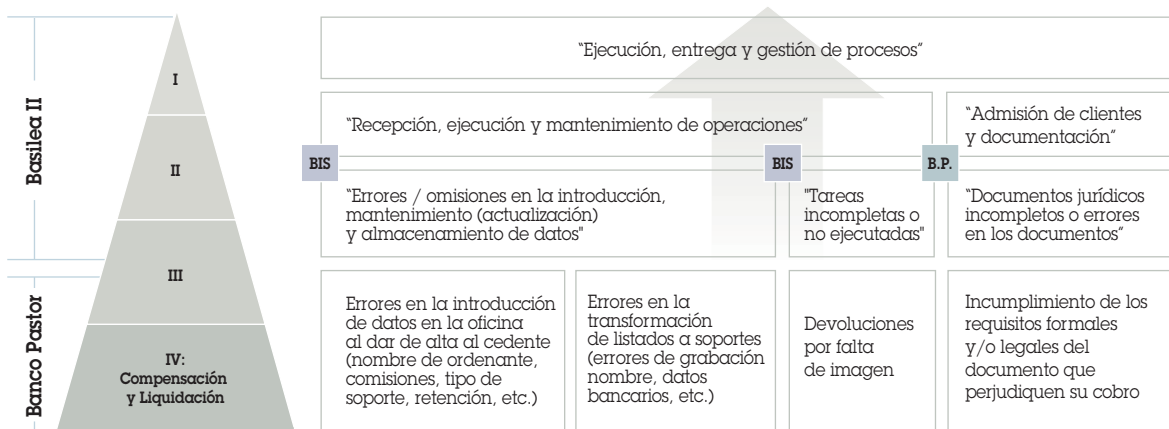 Basilea II
Banco Pastor
I
II
III
IV:
Compensación
y Liquidación
“Ejecución, entrega y gestión de procesos”
“Recepción, ejecución y mantenimiento de operaciones”
“Admisión de clientes
y documentación”
BIS
BIS
B.P.
“Errores / omisiones en la introducción,
mantenimiento (actualización)
y almacenamiento de datos"
"Tareas
incompletas o
no ejecutadas"
“Documentos jurídicos
incompletos o errores
en los documentos”
Errores en la introducción
de datos en la oficina
al dar de alta al cedente
(nombre de ordenante,
comisiones, tipo de
soporte, retención, etc.)
Errores en la
transformación
de listados a soportes
(errores de grabación
nombre, datos
bancarios, etc.)
Devoluciones
por falta
de imagen
Incumplimiento de los
requisitos formales
y/o legales del
documento que
perjudiquen su cobro